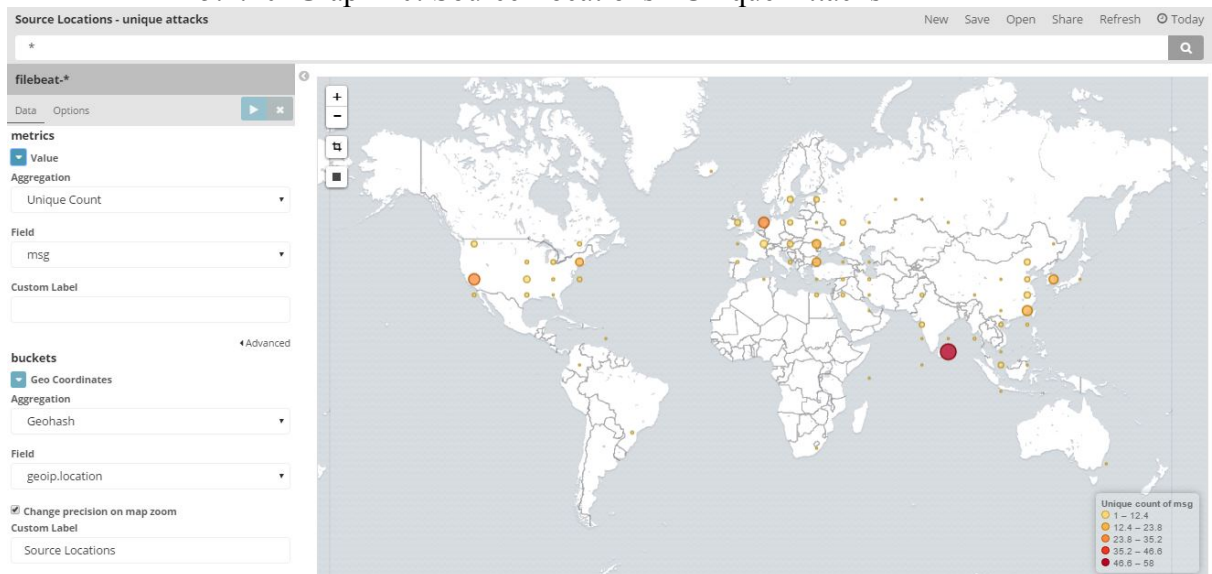 Source Locations - unique attacks
New Save Open Share Refresh Today
*
filebeat-*
Data Options
metrics
Value
Aggregation
Unique Count
Field
msg
Custom Label
Advanced
buckets
Geo Coordinates
Aggregation
Geohash
Field
geoip.location
Change precision on map zoom
Custom Label
Source Locations
+
−
Unique count of msg
1 – 12.4
12.4 – 23.8
23.8 – 35.2
35.2 – 46.6
46.6 – 58